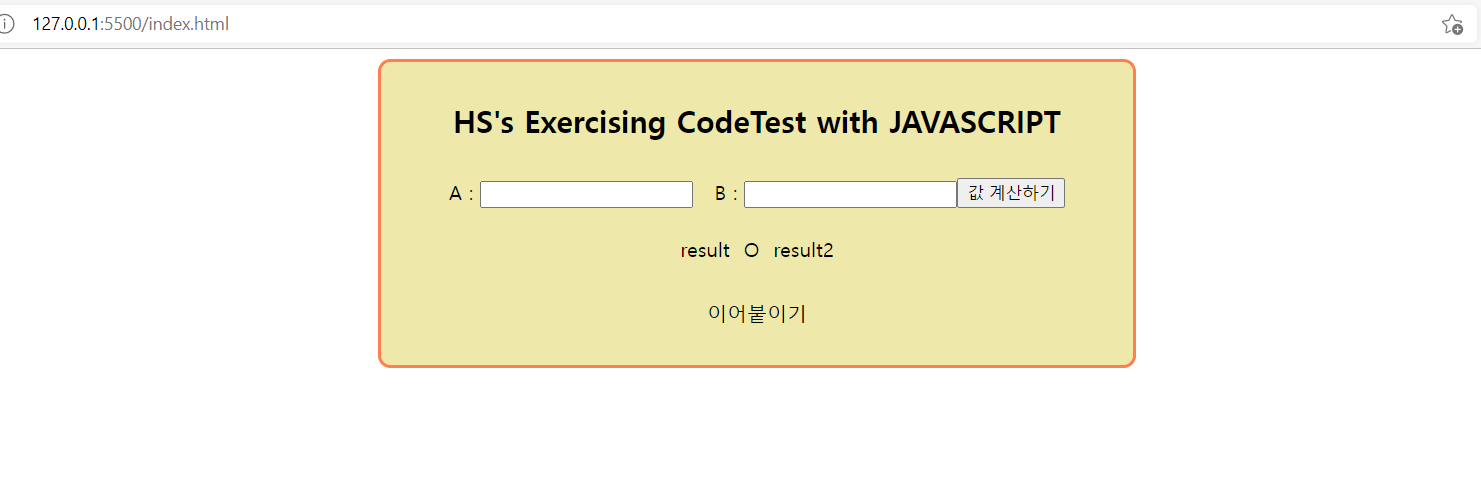 127.0.0.1:5500/index.html
HS's Exercising CodeTest with JAVASCRIPT
A : B : 값 계산하기
result O result2
이어붙이기